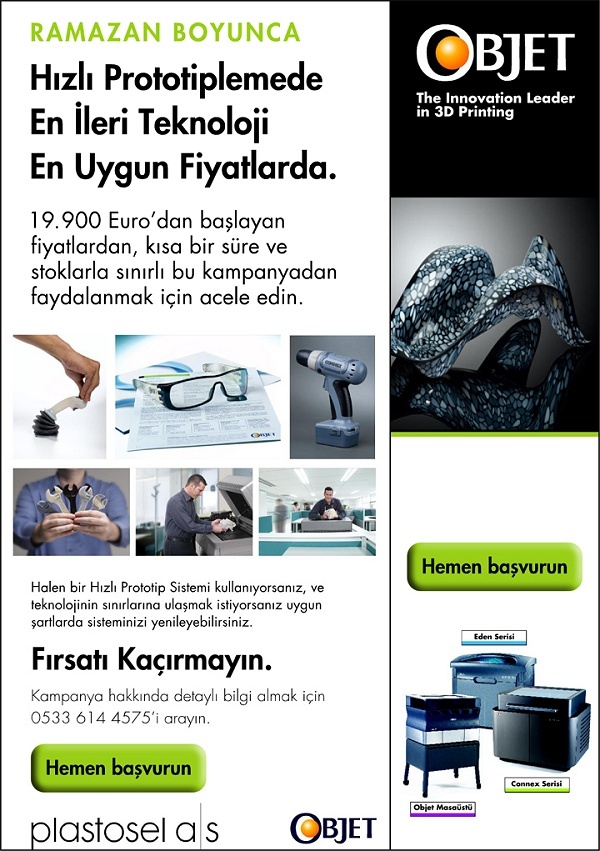 RAMAZAN BOYUNCA
Hızlı Prototiplemede
En İleri Teknoloji
En Uygun Fiyatlarda.
19.900 Euro'dan başlayan
fiyatlardan, kısa bir süre ve
stoklarla sınırlı bu kampanyadan
faydalanmak için acele edin.
OBJET
Halen bir Hızlı Prototip Sistemi kullanıyorsanız, ve
teknolojinin sınırlarına ulaşmak istiyorsanız uygun
şartlarda sisteminizi yenileyebilirsiniz.
Fırsatı Kaçırmayın.
Kampanya hakkında detaylı bilgi almak için
0533 614 4575'i arayın.
Hemen başvurun
plastosel a|s
OBJET
OBJET
The Innovation Leader
in 3D Printing
Hemen başvurun
Eden Serisi
Connex Serisi
Objet Masaüstü